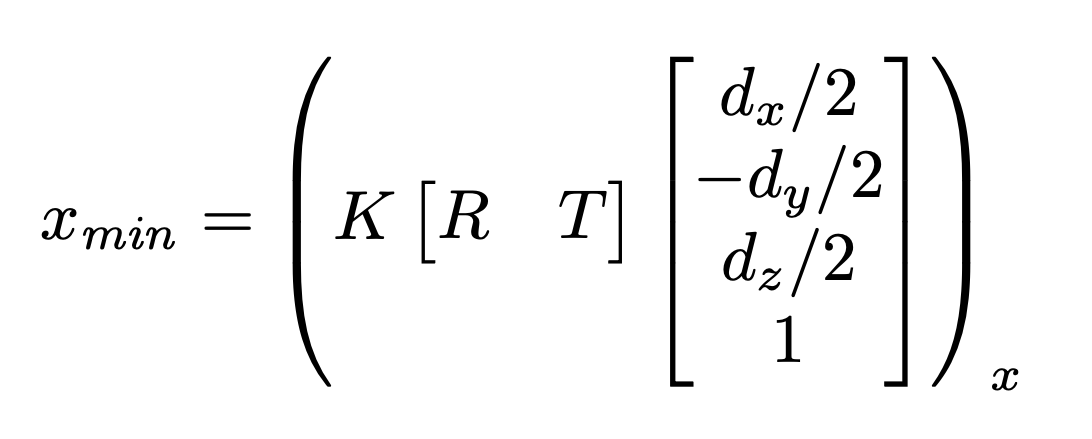 x_{min} = \left( K \begin{bmatrix} R & T \end{bmatrix} \begin{bmatrix} d_x/2 \\ -d_y/2 \\ d_z/2 \\ 1 \end{bmatrix} \right)_x